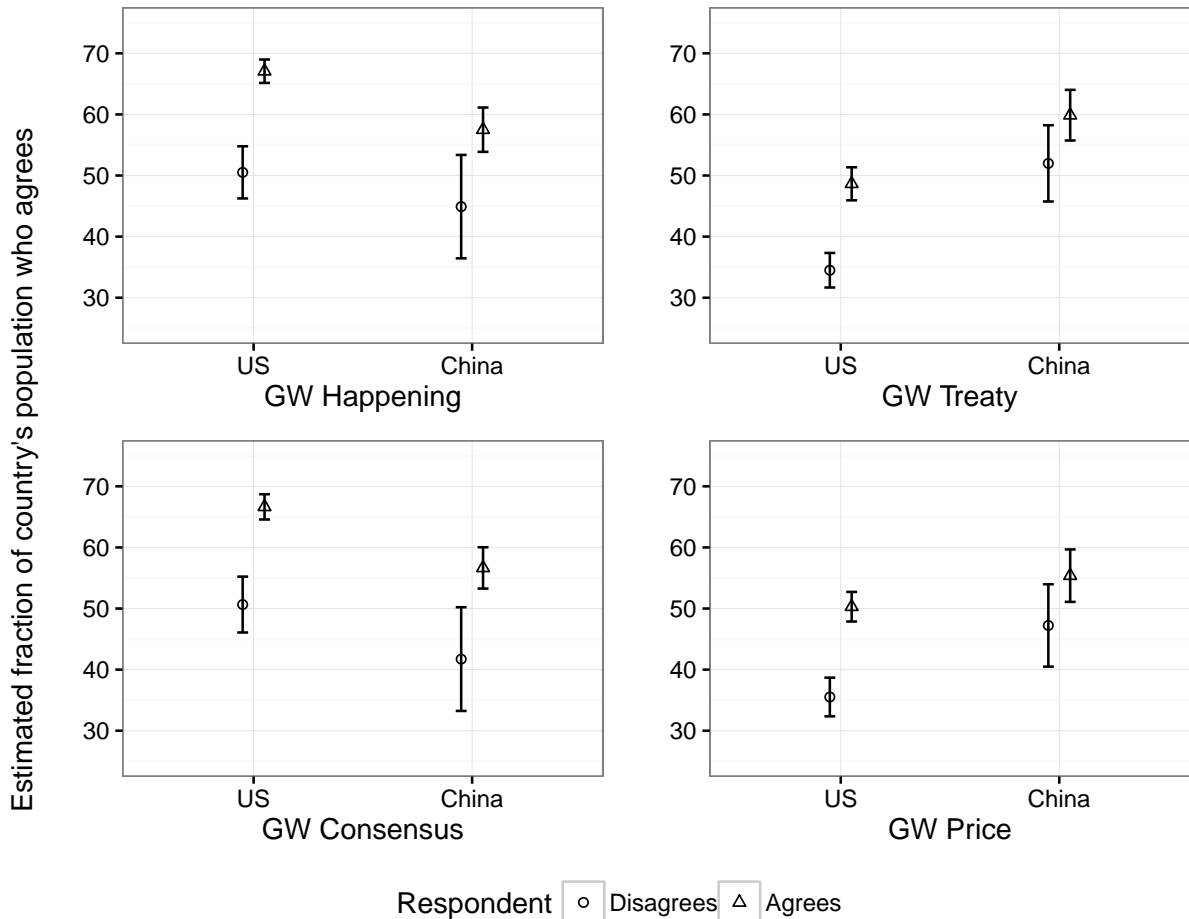 Estimated fraction of country's population who agrees
70
60
50
40
30
US China
GW Happening
70
60
50
40
30
US China
GW Treaty
70
60
50
40
30
US China
GW Consensus
70
60
50
40
30
US China
GW Price
Respondent Disagrees Agrees